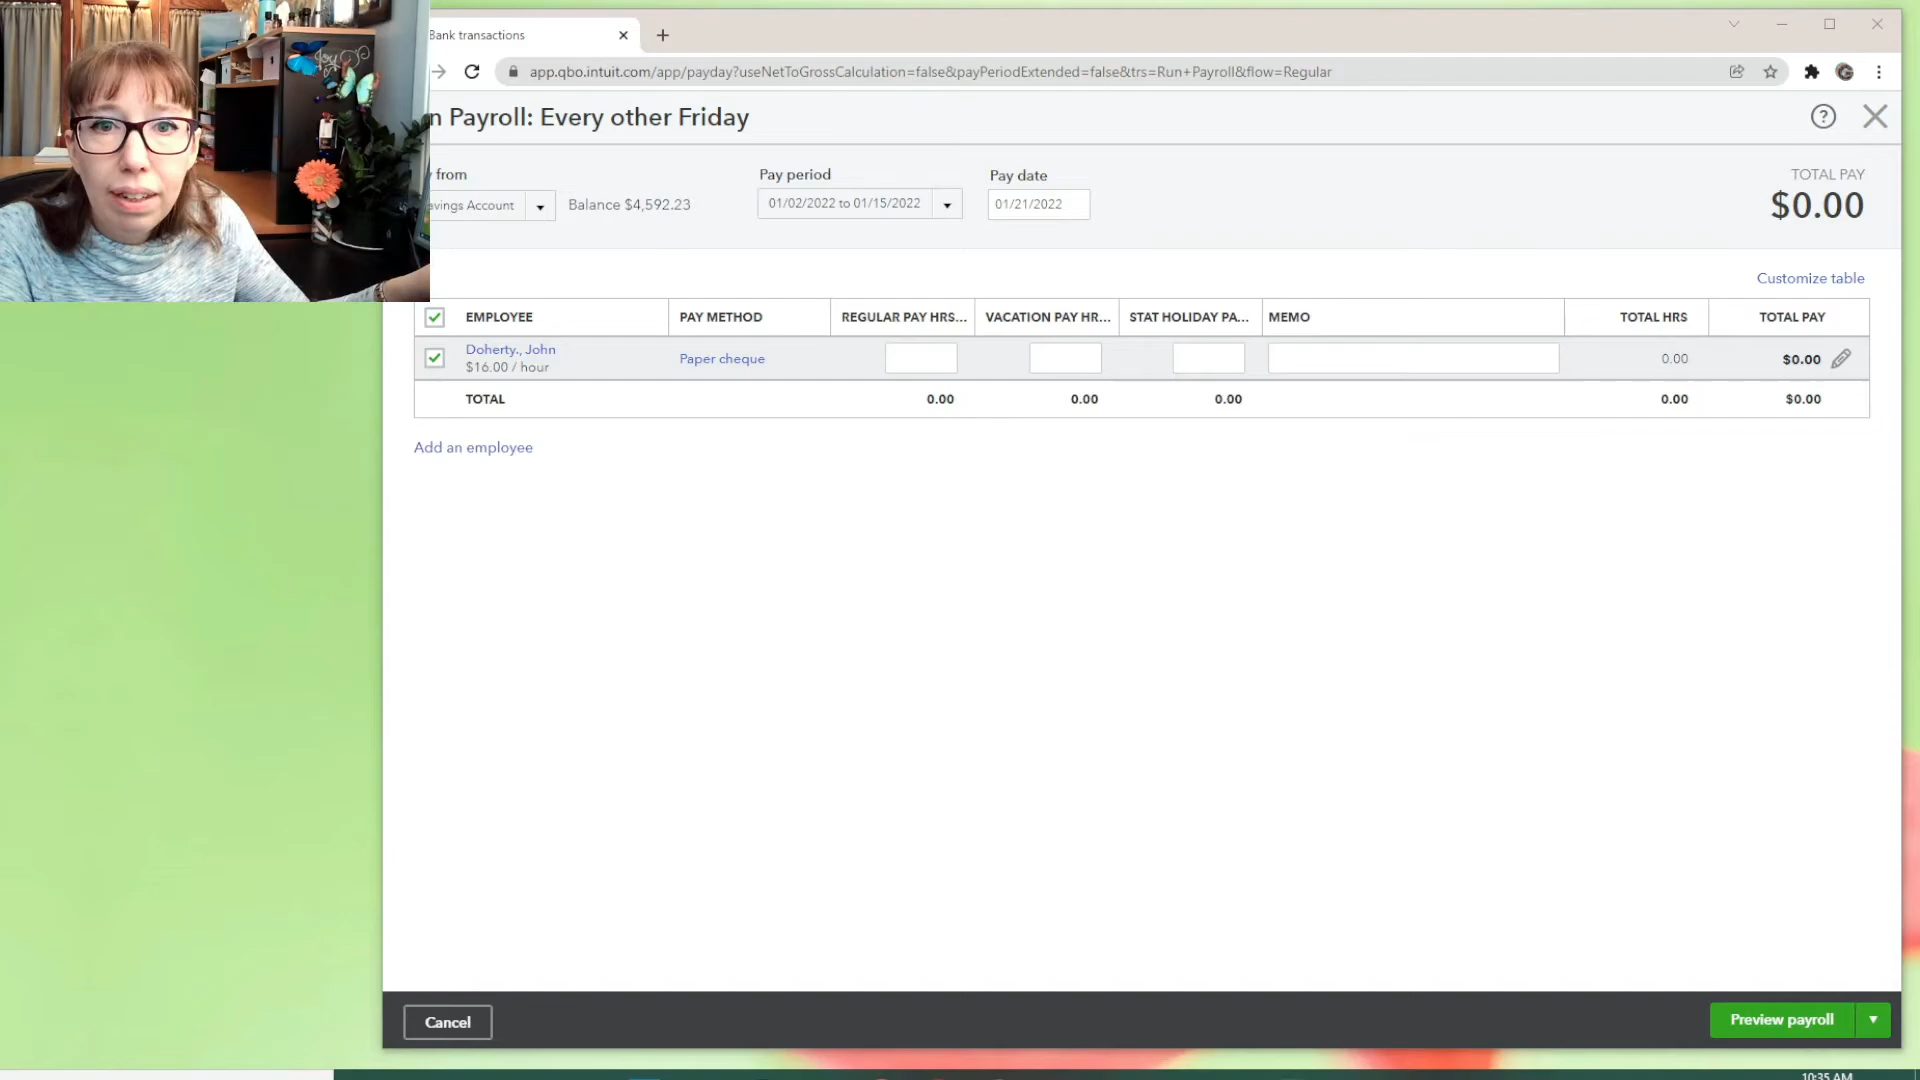 Bank transactions
app.qbo.intuit.com/app/payday?useNetToGrossCalculation=false&payPeriodExtended=false&trs=Run+Payroll&flow=Regular
n Payroll: Every other Friday
from Pay period Pay date TOTAL PAY
avings Account Balance $4,592.23 01/02/2022 to 01/15/2022 01/21/2022 $0.00
Customize table
EMPLOYEE PAY METHOD REGULAR PAY HRS... VACATION PAY HR... STAT HOLIDAY PA... MEMO TOTAL HRS TOTAL PAY
Doherty., John Paper cheque 0.00 $0.00
$16.00 / hour
TOTAL 0.00 0.00 0.00 0.00 $0.00
Add an employee
Cancel Preview payroll
10:35 AM